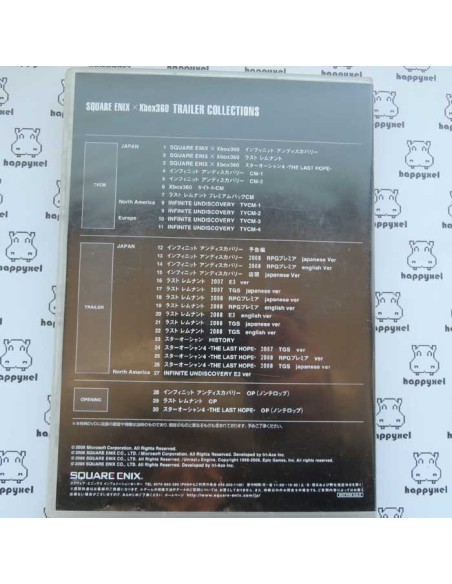 SQUARE ENIX × Xbox360 TRAILER COLLECTIONS
TVCM
JAPAN
1 SQUARE ENIX × Xbox360 インフィニット アンディスカバリー
2 SQUARE ENIX × Xbox360 ラスト レムナント
3 SQUARE ENIX × Xbox360 スターオーシャン4 -THE LAST HOPE-
4 インフィニット アンディスカバリー CM-1
5 インフィニット アンディスカバリー CM-2
6 Xbox360 タイトルCM
7 ラスト レムナント プレミアムパックCM
North America
8 INFINITE UNDISCOVERY TVCM-1
9 INFINITE UNDISCOVERY TVCM-2
Europe
10 INFINITE UNDISCOVERY TVCM-3
11 INFINITE UNDISCOVERY TVCM-4
TRAILER
JAPAN
12 インフィニット アンディスカバリー 予告編
13 インフィニット アンディスカバリー 2008 RPGプレミア japanese Ver
14 インフィニット アンディスカバリー 2008 RPGプレミア english Ver
15 インフィニット アンディスカバリー japanese Ver
16 ラスト レムナント 2007 E3 ver
17 ラスト レムナント 2007 TGS japanese ver
18 ラスト レムナント 2008 RPGプレミア japanese ver
19 ラスト レムナント 2008 RPGプレミア english ver
20 ラスト レムナント 2008 E3 english ver
21 ラスト レムナント 2008 TGS japanese ver
22 ラスト レムナント 2008 TGS english ver
23 スターオーシャン HISTORY
24 スターオーシャン4 -THE LAST HOPE- 2007 TGS ver
25 スターオーシャン4 -THE LAST HOPE- 2008 RPGプレミア ver
26 スターオーシャン4 -THE LAST HOPE- 2008 TGS japanese ver
North America
27 INFINITE UNDISCOVERY E3 ver
OPENING
28 インフィニット アンディスカバリー OP(ノンテロップ)
29 ラスト レムナント OP
30 スターオーシャン4 -THE LAST HOPE- OP(ノンテロップ)
© 2008 Microsoft Corporation. All Rights Reserved.
SQUARE ENIX.
happyxel
happyxel
happyxel
happyxel
happyxel
happyxel
happyxel
happyxel